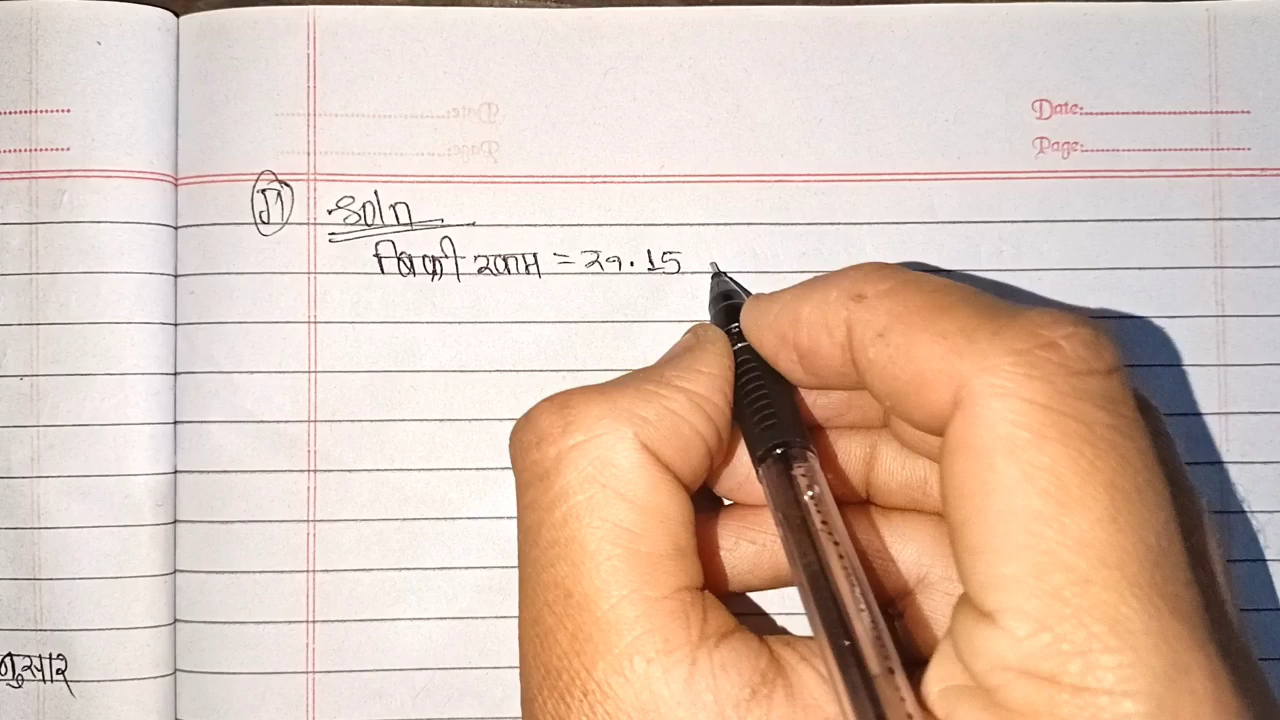 Date:
Page:
ग) Soln
बिक्री रकम = रु. 15
नुसार